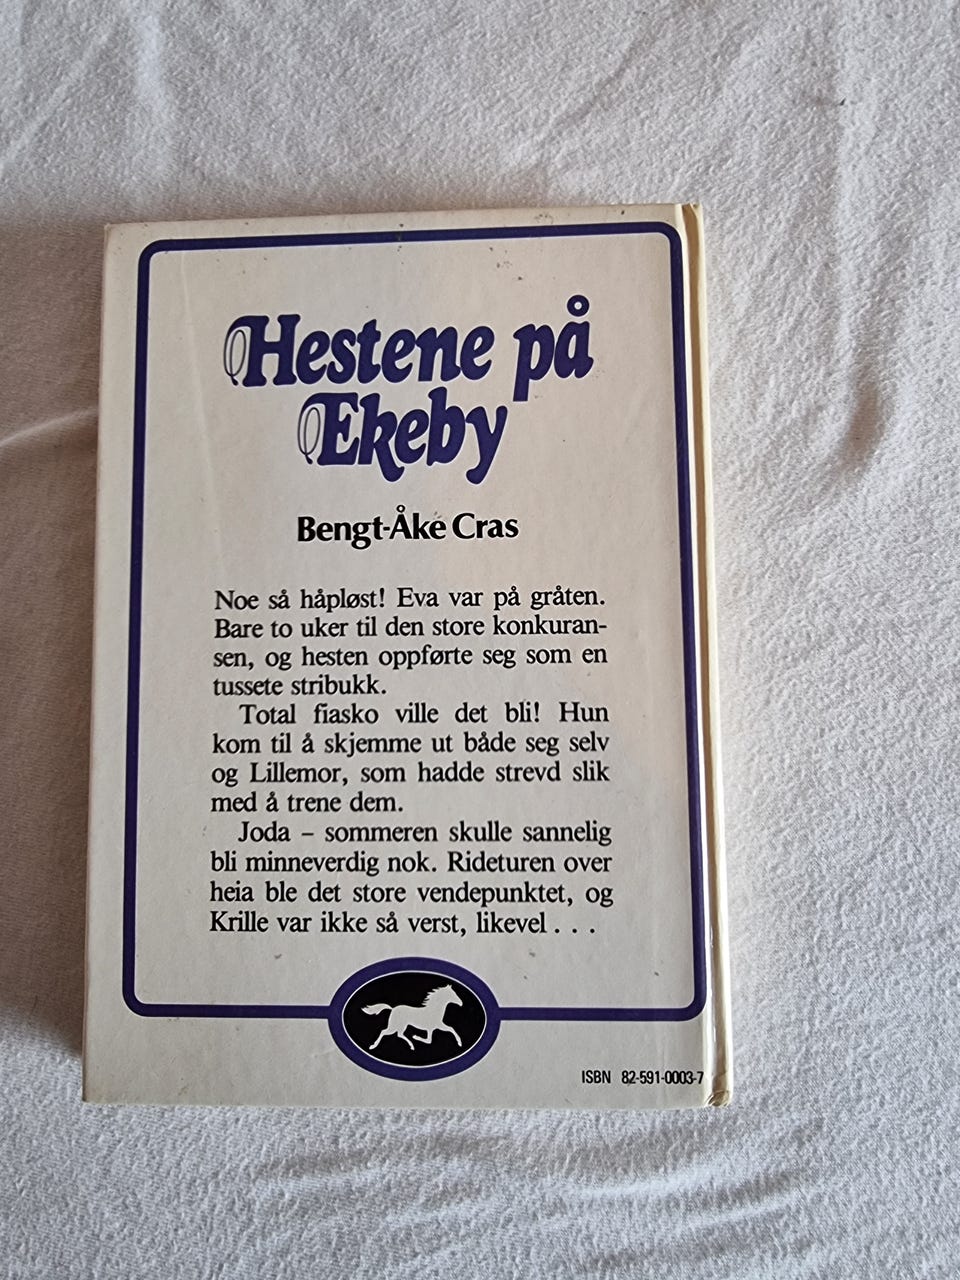 Hestene på
Ekeby
Bengt-Åke Cras
Noe så håpløst! Eva var på gråten.
Bare to uker til den store konkuran-
sen, og hesten oppførte seg som en
tussete stribukk.
Total fiasko ville det bli! Hun
kom til å skjemme ut både seg selv
og Lillemor, som hadde strevd slik
med å trene dem.
Joda – sommeren skulle sannelig
bli minneverdig nok. Rideturen over
heia ble det store vendepunktet, og
Krille var ikke så verst, likevel . . .
ISBN 82-591-0003-7